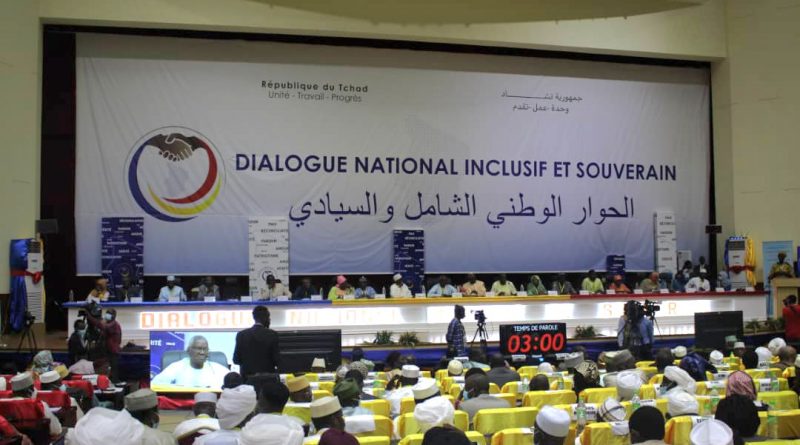 République du Tchad
Unité - Travail - Progrès
جمهورية تشاد
وحدة -عمل -تقدم
DIALOGUE NATIONAL INCLUSIF ET SOUVERAIN
الحوار الوطني الشامل والسيادي
DIALOGUE
TEMPS DE PAROLE
03:00